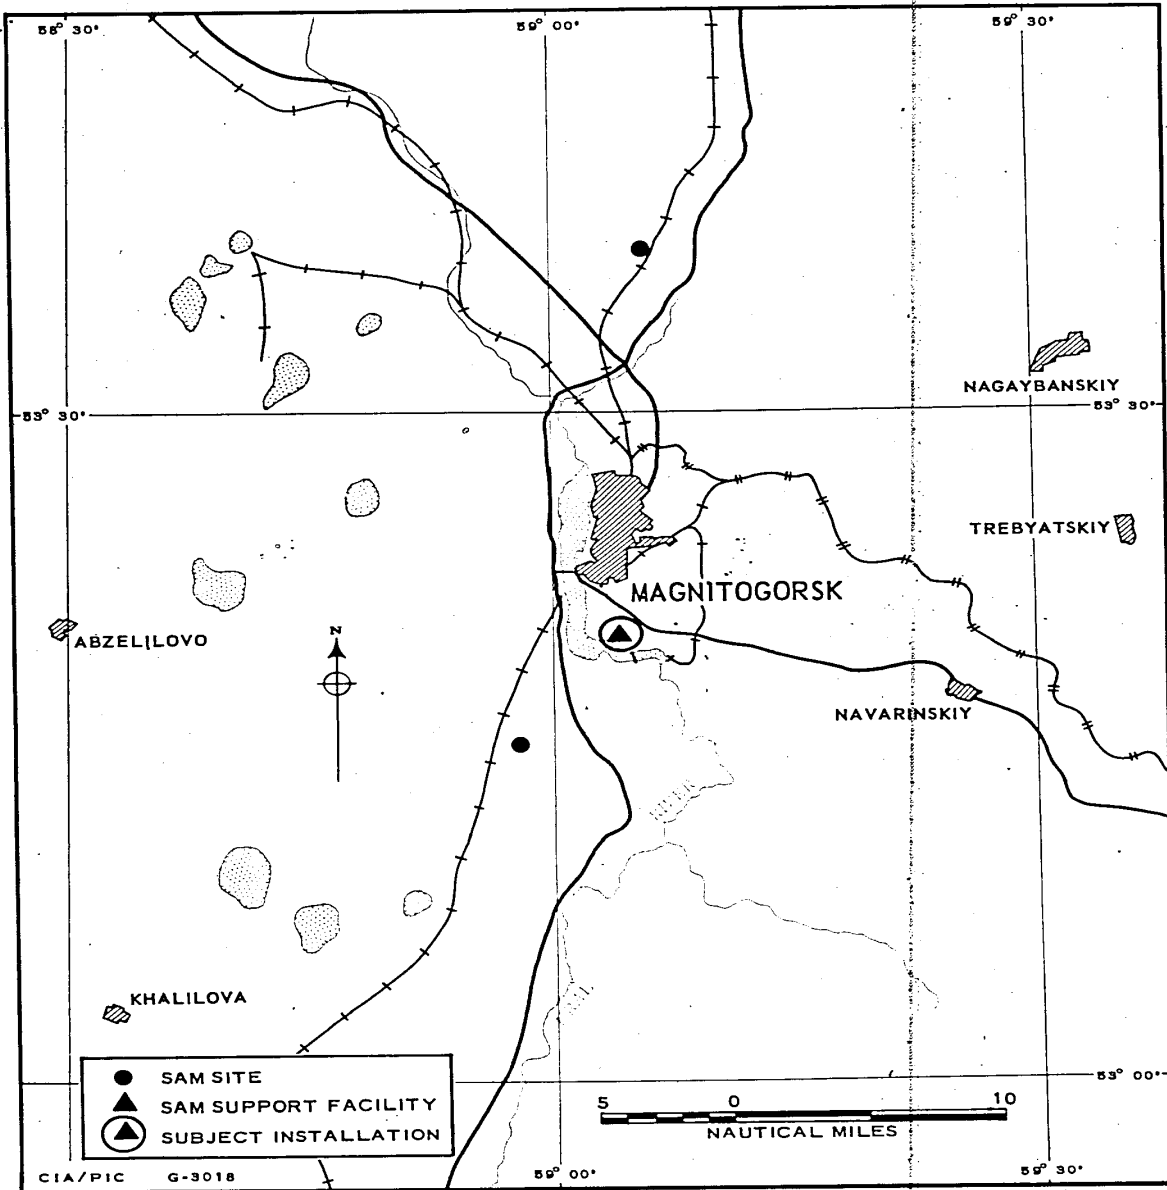 58° 30'
59° 00'
59° 30'
NAGAYBANSKIY
53° 30'
53° 30'
TREBYATSKIY
MAGNITOGORSK
ABZELILOVO
N
NAVARINSKIY
KHALILOVA
SAM SITE
SAM SUPPORT FACILITY
SUBJECT INSTALLATION
53° 00'
5 0 10
NAUTICAL MILES
CIA/PIC G-3018
59° 00'
59° 30'